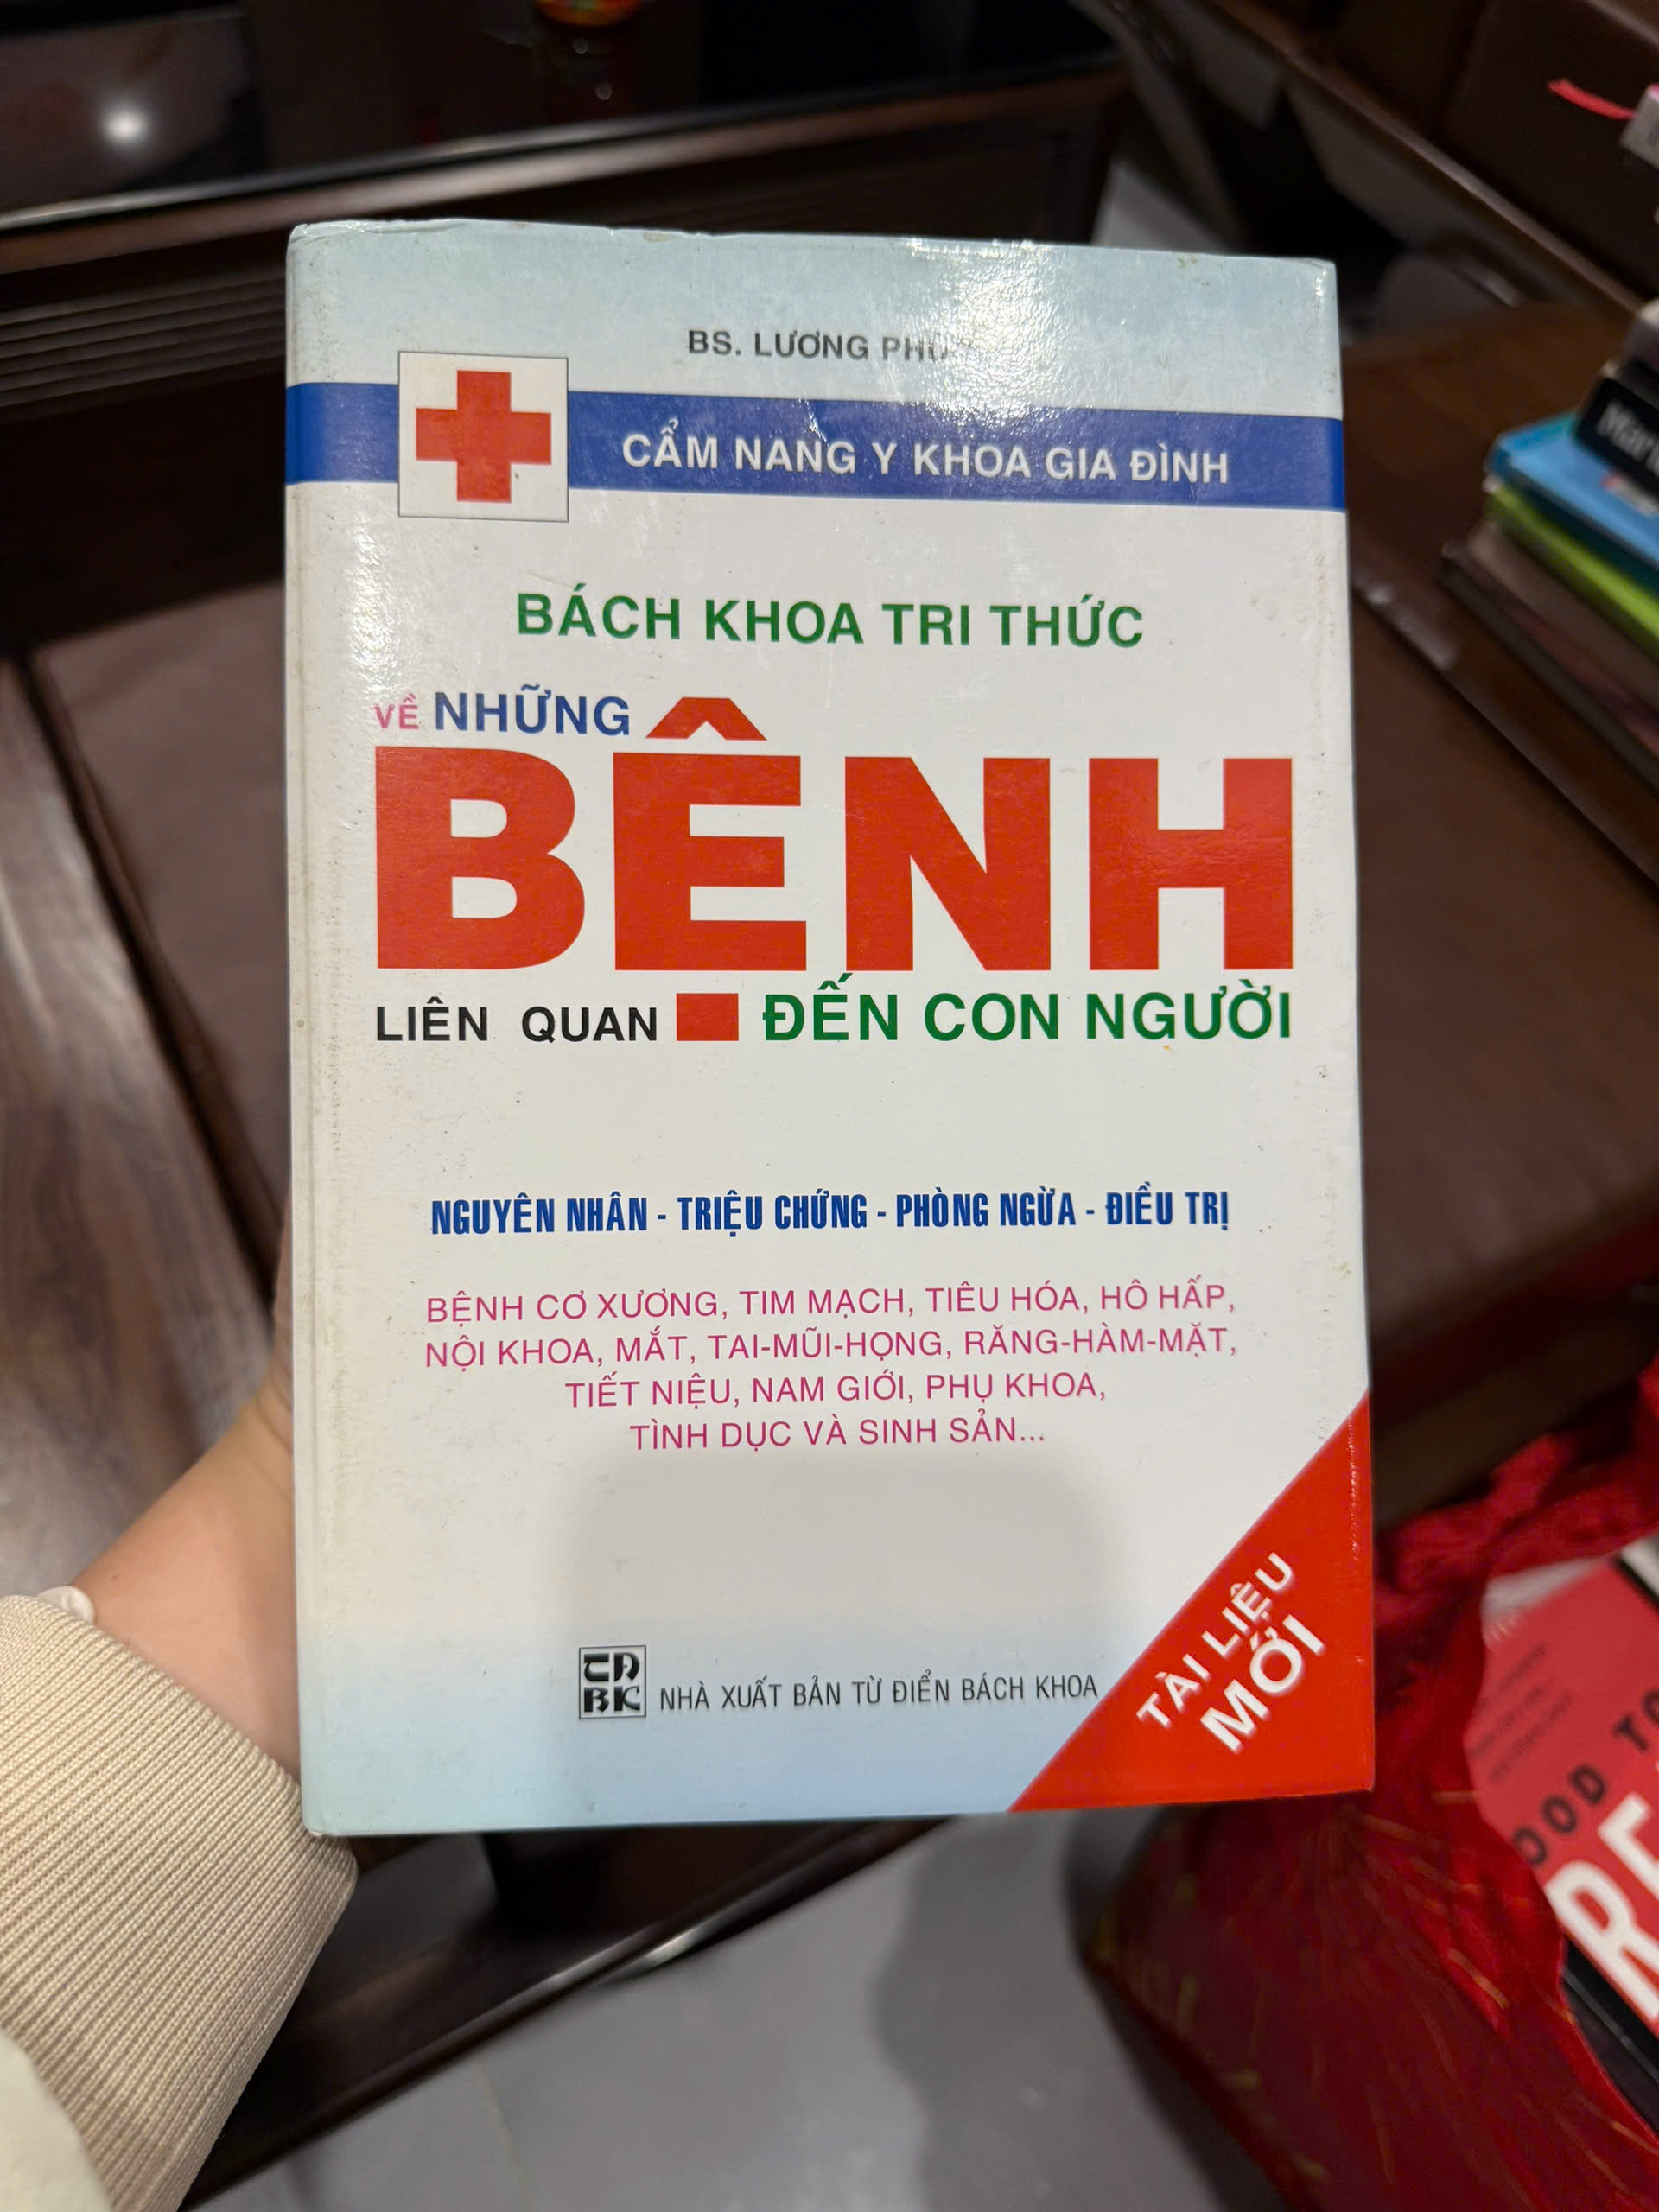 BS. LƯƠNG
CẨM NANG Y KHOA GIA ĐÌNH
BÁCH KHOA TRI THỨC
VỀ NHỮNG
BỆNH
LIÊN QUAN ĐẾN CON NGƯỜI
NGUYÊN NHÂN - TRIỆU CHỨNG - PHÒNG NGỪA - ĐIỀU TRỊ
BỆNH CƠ XƯƠNG, TIM MẠCH, TIÊU HÓA, HÔ HẤP,
NỘI KHOA, MẮT, TAI-MŨI-HỌNG, RĂNG-HÀM-MẶT,
TIẾT NIỆU, NAM GIỚI, PHỤ KHOA,
TÌNH DỤC VÀ SINH SẢN...
TÀI LIỆU
MỚI
TĐ
BK
NHÀ XUẤT BẢN TỪ ĐIỂN BÁCH KHOA